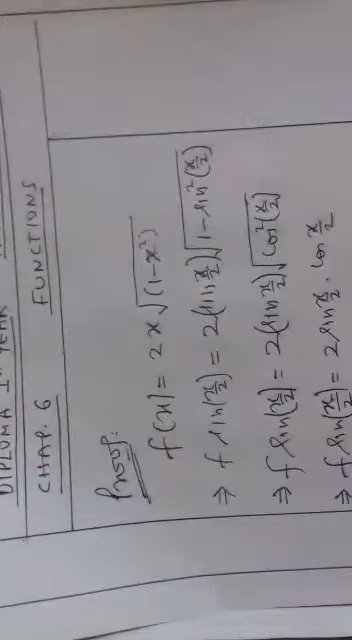 DIPLOMA 1st YEAR
CHAP. 6 FUNCTIONS
Proof:
f(x) = 2x√(1-x²)
⇒ f sin(x/2) = 2(sin x/2)√1-sin²(x/2)
⇒ f sin(x/2) = 2(sin x/2)√cos²(x/2)
⇒ f sin(x/2) = 2 sin x/2 . cos x/2